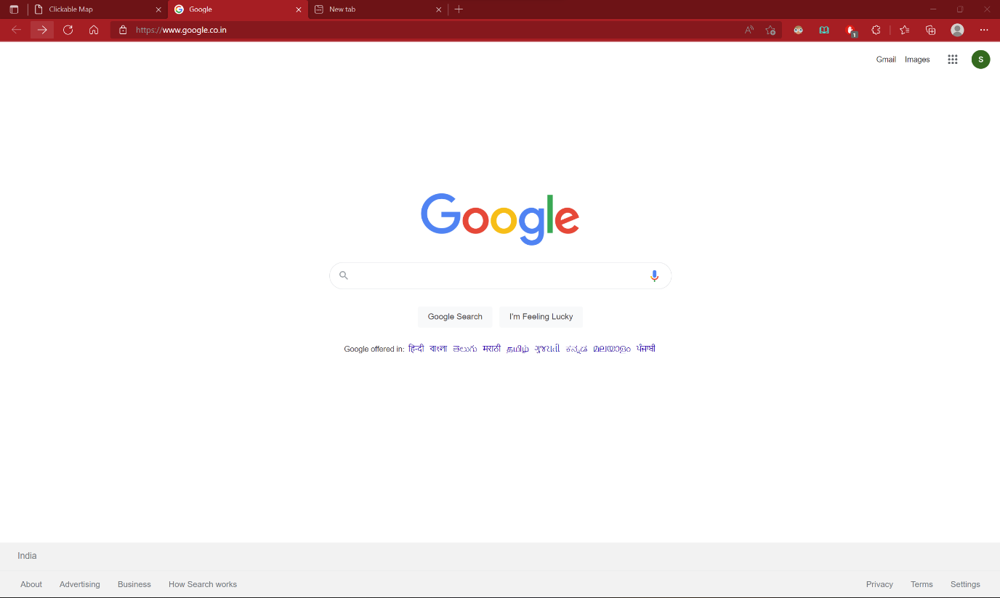 Clickable Map Google New tab
https://www.google.co.in A 1
Gmail Images S
Google
Google Search I'm Feeling Lucky
Google offered in: हिन्दी বাংলা తెలుగు मराठी தமிழ் ગુજરાતી ಕನ್ನಡ മലയാളം ਪੰਜਾਬੀ
India
About Advertising Business How Search works Privacy Terms Settings